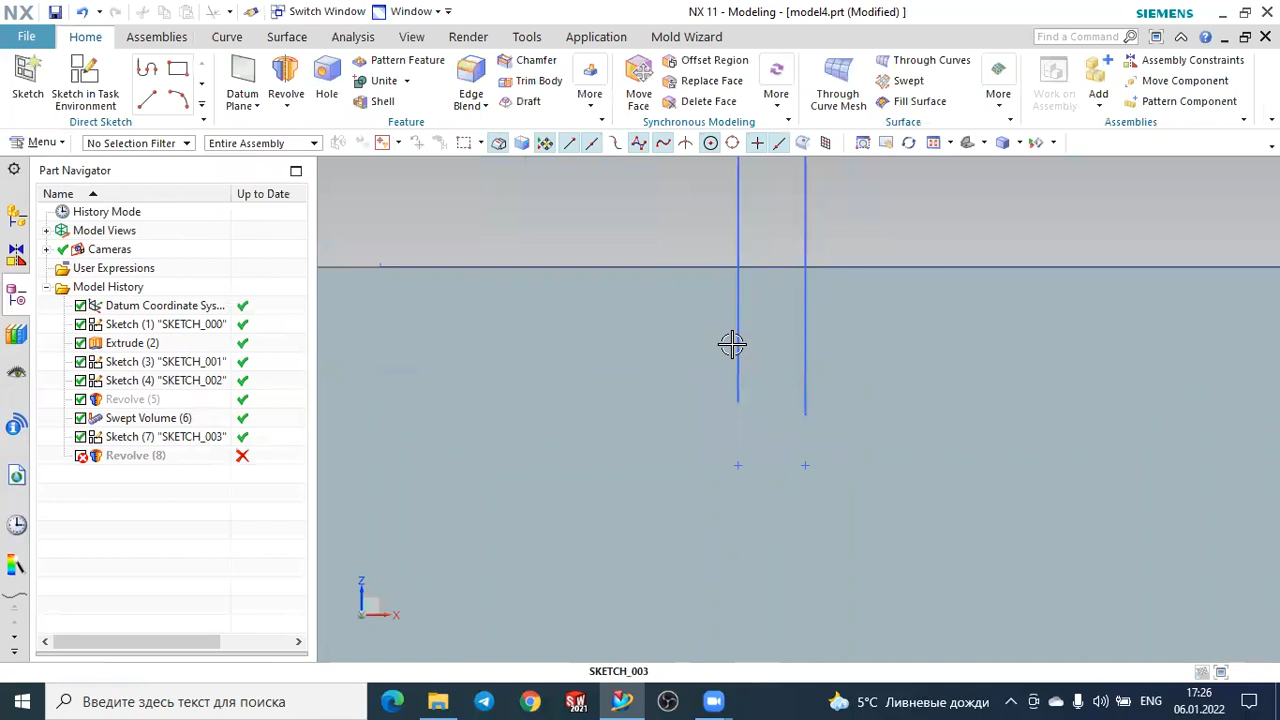 NX
Switch Window
Window
NX 11 - Modeling - [model4.prt (Modified) ]
SIEMENS
File
Home
Assemblies
Curve
Surface
Analysis
View
Render
Tools
Application
Mold Wizard
Find a Command
Sketch
Sketch in Task Environment
Direct Sketch
Datum Plane
Revolve
Hole
Pattern Feature
Unite
Shell
Edge Blend
Chamfer
Trim Body
Draft
More
Feature
Move Face
Offset Region
Replace Face
Delete Face
More
Synchronous Modeling
Through Curve Mesh
Through Curves
Swept
Fill Surface
More
Surface
Work on Assembly
Add
Assembly Constraints
Move Component
Pattern Component
Assemblies
Menu
No Selection Filter
Entire Assembly
Part Navigator
Name
Up to Date
History Mode
Model Views
Cameras
User Expressions
Model History
Datum Coordinate Sys...
Sketch (1) "SKETCH_000"
Extrude (2)
Sketch (3) "SKETCH_001"
Sketch (4) "SKETCH_002"
Revolve (5)
Swept Volume (6)
Sketch (7) "SKETCH_003"
Revolve (8)
Z
X
SKETCH_003
Введите здесь текст для поиска
SW
2021
5°C Ливневые дожди
ENG
17:26
06.01.2022